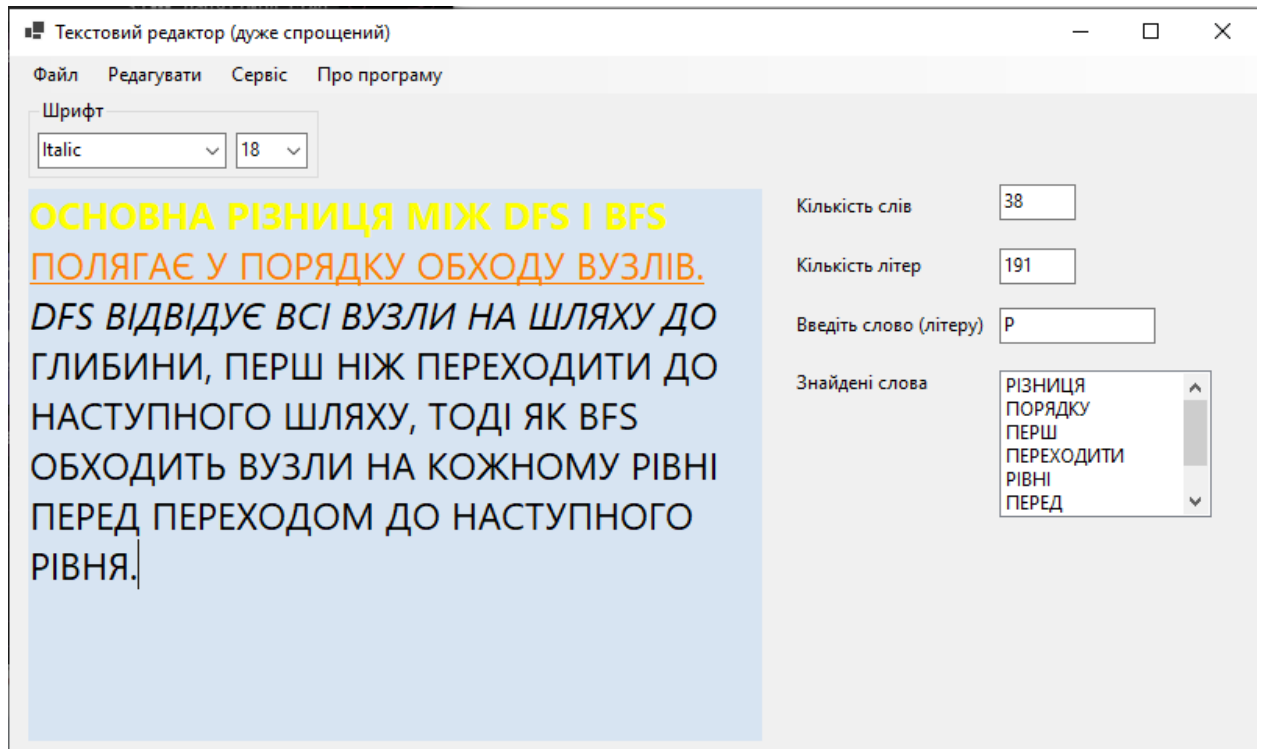 Текстовий редактор (дуже спрощений)
Файл Редагувати Сервіс Про програму
Шрифт
Italic 18
ОСНОВНА РІЗНИЦЯ МІЖ DFS І BFS
ПОЛЯГАЄ У ПОРЯДКУ ОБХОДУ ВУЗЛІВ.
DFS ВІДВІДУЄ ВСІ ВУЗЛИ НА ШЛЯХУ ДО
ГЛИБИНИ, ПЕРШ НІЖ ПЕРЕХОДИТИ ДО
НАСТУПНОГО ШЛЯХУ, ТОДІ ЯК BFS
ОБХОДИТЬ ВУЗЛИ НА КОЖНОМУ РІВНІ
ПЕРЕД ПЕРЕХОДОМ ДО НАСТУПНОГО
РІВНЯ.
Кількість слів 38
Кількість літер 191
Введіть слово (літеру) Р
Знайдені слова
РІЗНИЦЯ
ПОРЯДКУ
ПЕРШ
ПЕРЕХОДИТИ
РІВНІ
ПЕРЕД